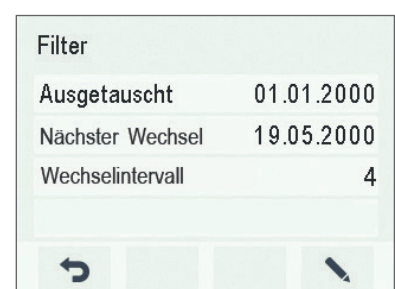 Filter
Ausgetauscht 01.01.2000
Nächster Wechsel 19.05.2000
Wechselintervall 4